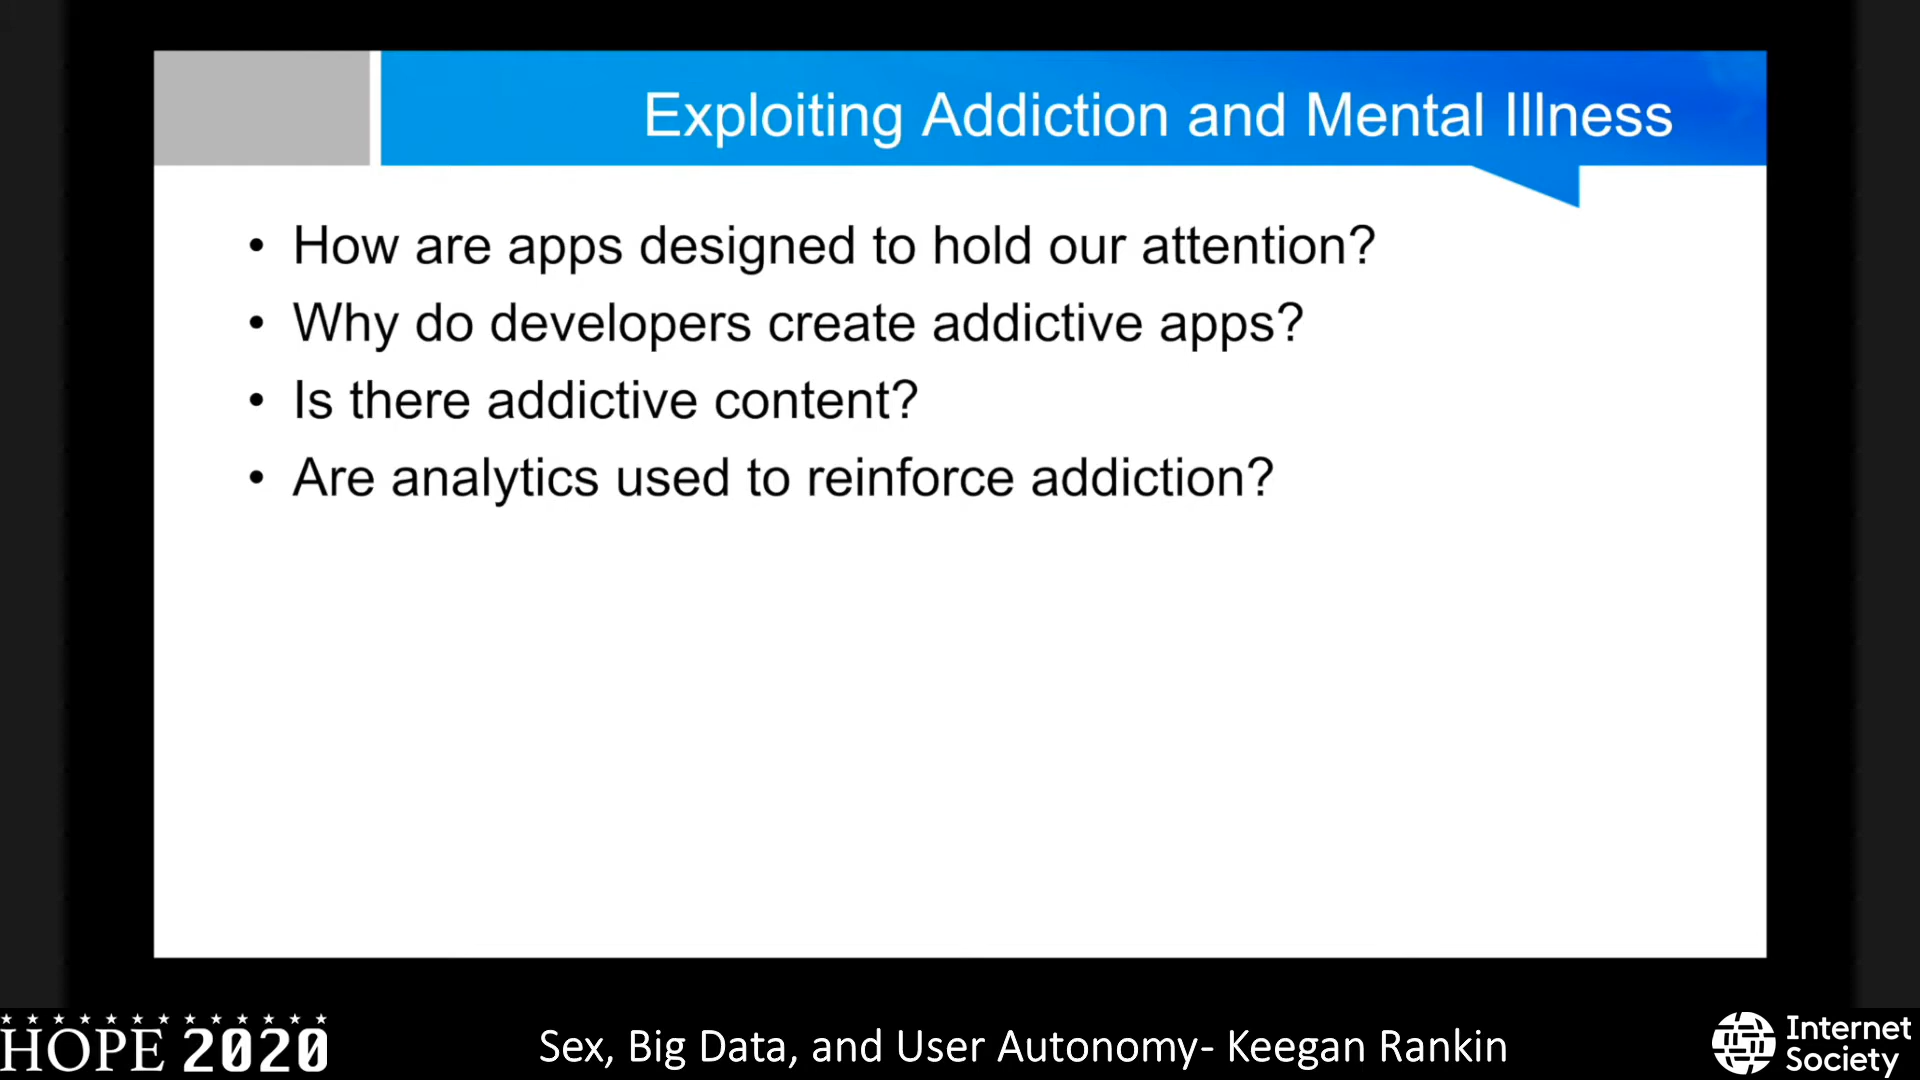 Exploiting Addiction and Mental Illness
• How are apps designed to hold our attention?
• Why do developers create addictive apps?
• Is there addictive content?
• Are analytics used to reinforce addiction?
HOPE 2020
Sex, Big Data, and User Autonomy- Keegan Rankin
Internet
Society